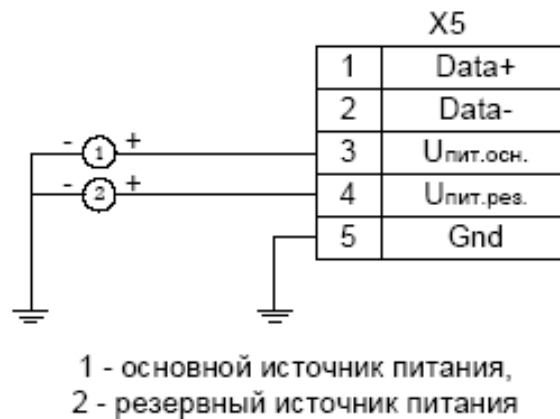 X5
1 Data+
2 Data-
- 1 + 3 Uпит.осн.
- 2 + 4 Uпит.рез.
5 Gnd
1 - основной источник питания,
2 - резервный источник питания